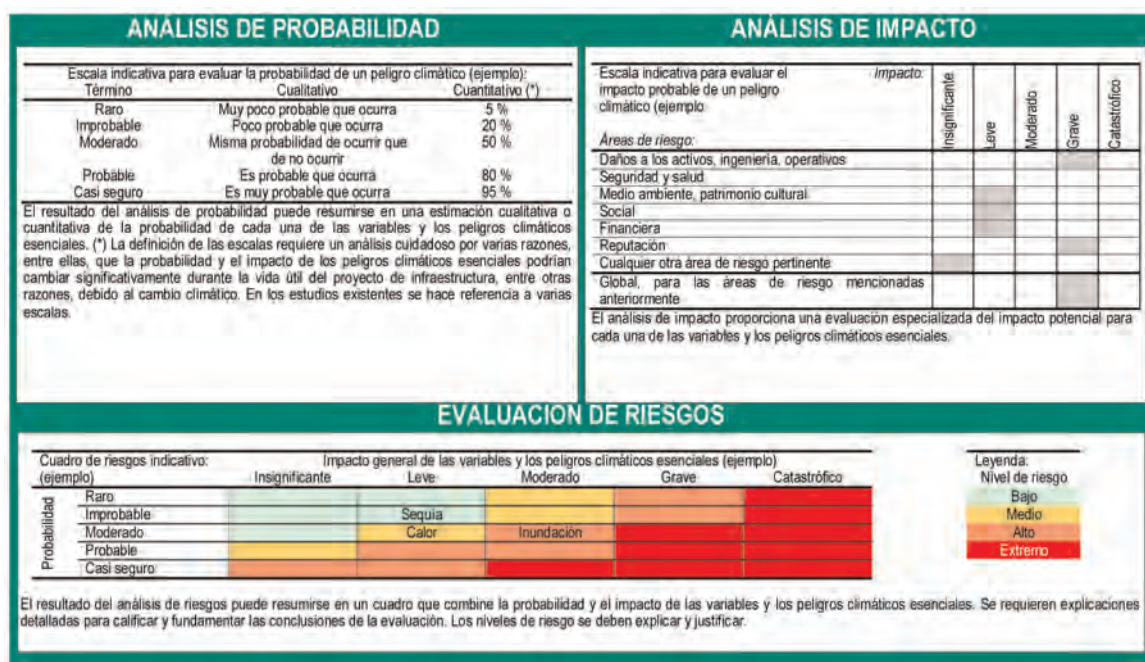 ANÁLISIS DE PROBABILIDAD
Escala indicativa para evaluar la probabilidad de un peligro climático (ejemplo):
Término Cualitativo Cuantitativo (*)
Raro Muy poco probable que ocurra 5 %
Improbable Poco probable que ocurra 20 %
Moderado Misma probabilidad de ocurrir que 50 %
de no ocurrir
Probable Es probable que ocurra 80 %
Casi seguro Es muy probable que ocurra 95 %
El resultado del análisis de probabilidad puede resumirse en una estimación cualitativa o
cuantitativa de la probabilidad de cada una de las variables y los peligros climáticos
esenciales. (*) La definición de las escalas requiere un análisis cuidadoso por varias razones,
entre ellas, que la probabilidad y el impacto de los peligros climáticos esenciales podrían
cambiar significativamente durante la vida útil del proyecto de infraestructura, entre otras
razones, debido al cambio climático. En los estudios existentes se hace referencia a varias
escalas.
ANÁLISIS DE IMPACTO
Escala indicativa para evaluar el Impacto:
impacto probable de un peligro
climático (ejemplo
Insignificante
Leve
Moderado
Grave
Catastrófico
Áreas de riesgo:
Daños a los activos, ingeniería, operativos
Seguridad y salud
Medio ambiente, patrimonio cultural
Social
Financiera
Reputación
Cualquier otra área de riesgo pertinente
Global, para las áreas de riesgo mencionadas
anteriormente
El análisis de impacto proporciona una evaluación especializada del impacto potencial para
cada una de las variables y los peligros climáticos esenciales.
EVALUACION DE RIESGOS
Cuadro de riesgos indicativo: Impacto general de las variables y los peligros climáticos esenciales (ejemplo)
(ejemplo) Insignificante Leve Moderado Grave Catastrófico
Probabilidad
Raro
Improbable Sequía
Moderado Calor Inundación
Probable
Casi seguro
Leyenda:
Nivel de riesgo
Bajo
Medio
Alto
Extremo
El resultado del análisis de riesgos puede resumirse en un cuadro que combine la probabilidad y el impacto de las variables y los peligros climáticos esenciales. Se requieren explicaciones
detalladas para calificar y fundamentar las conclusiones de la evaluación. Los niveles de riesgo se deben explicar y justificar.